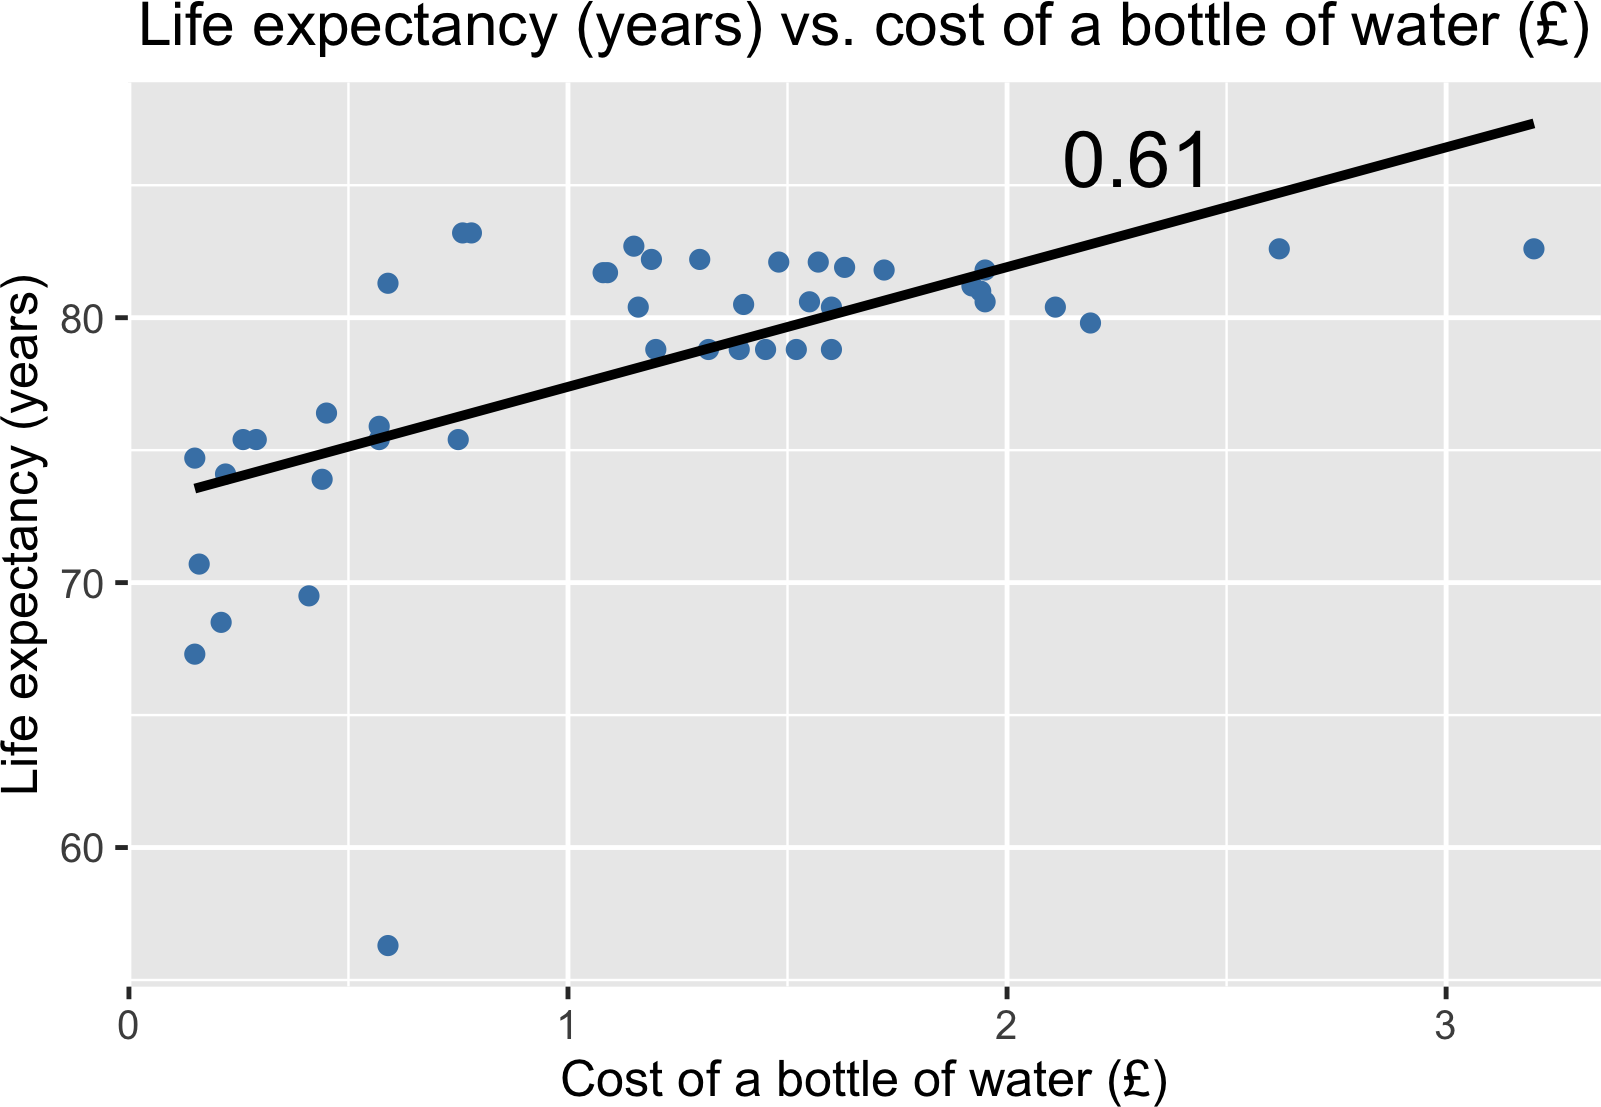 Life expectancy (years) vs. cost of a bottle of water (£)
0.61
Life expectancy (years)
80
70
60
0 1 2 3
Cost of a bottle of water (£)